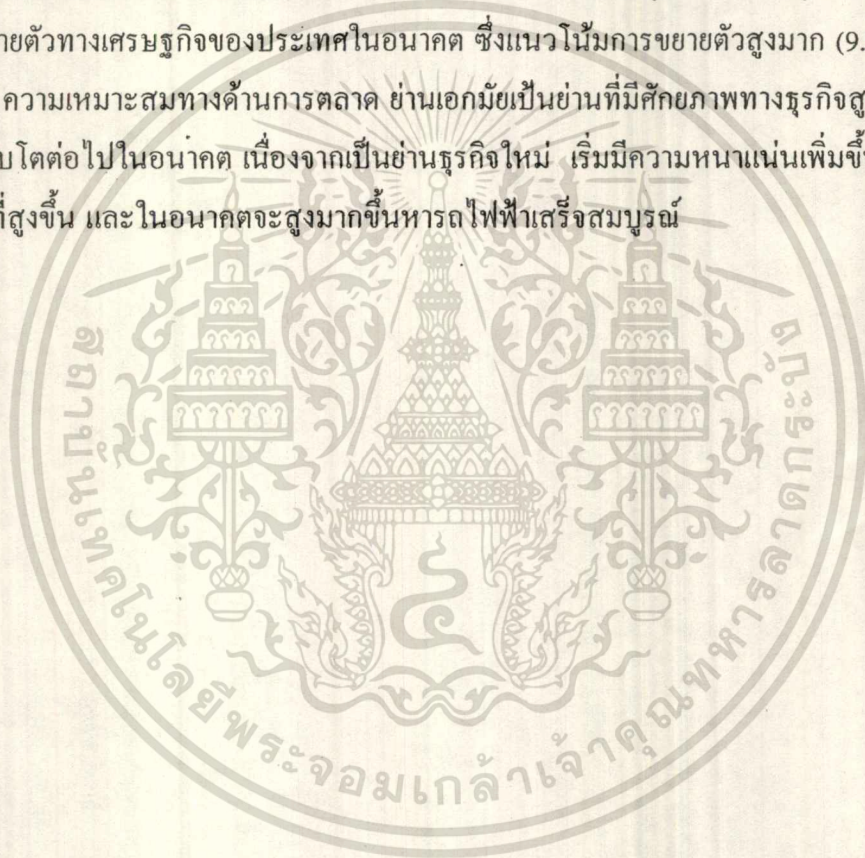 ายตัวทางเศรษฐกิจของประเทศในอนาคต ซึ่งแนวโน้มการขยายตัวสูงมาก (9.
ความเหมาะสมทางด้านการตลาด ย่านเอกมัยเป็นย่านที่มีศักยภาพทางธุรกิจสู
บโตต่อไปในอนาคต เนื่องจากเป็นย่านธุรกิจใหม่ เริ่มมีความหนาแน่นเพิ่มขึ้
ที่สูงขึ้น และในอนาคตจะสูงมากขึ้นหารถไฟฟ้าเสร็จสมบูรณ์
สถาบันเทคโนโลยีพระจอมเกล้าเจ้าคุณทหารลาดกระบัง
๔